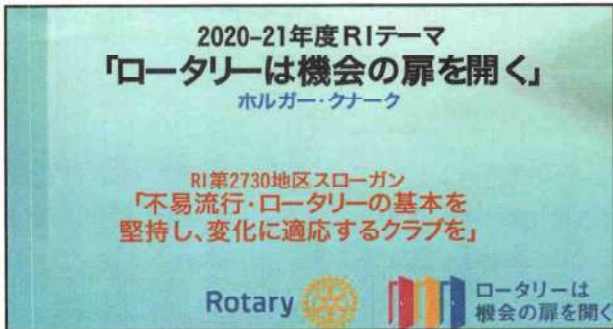 2020-21年度RIテーマ
「ロータリーは機会の扉を開く」
ホルガー・クナーク
RI第2730地区スローガン
「不易流行・ロータリーの基本を
堅持し、変化に適応するクラブを」
Rotary
ロータリーは
機会の扉を開く